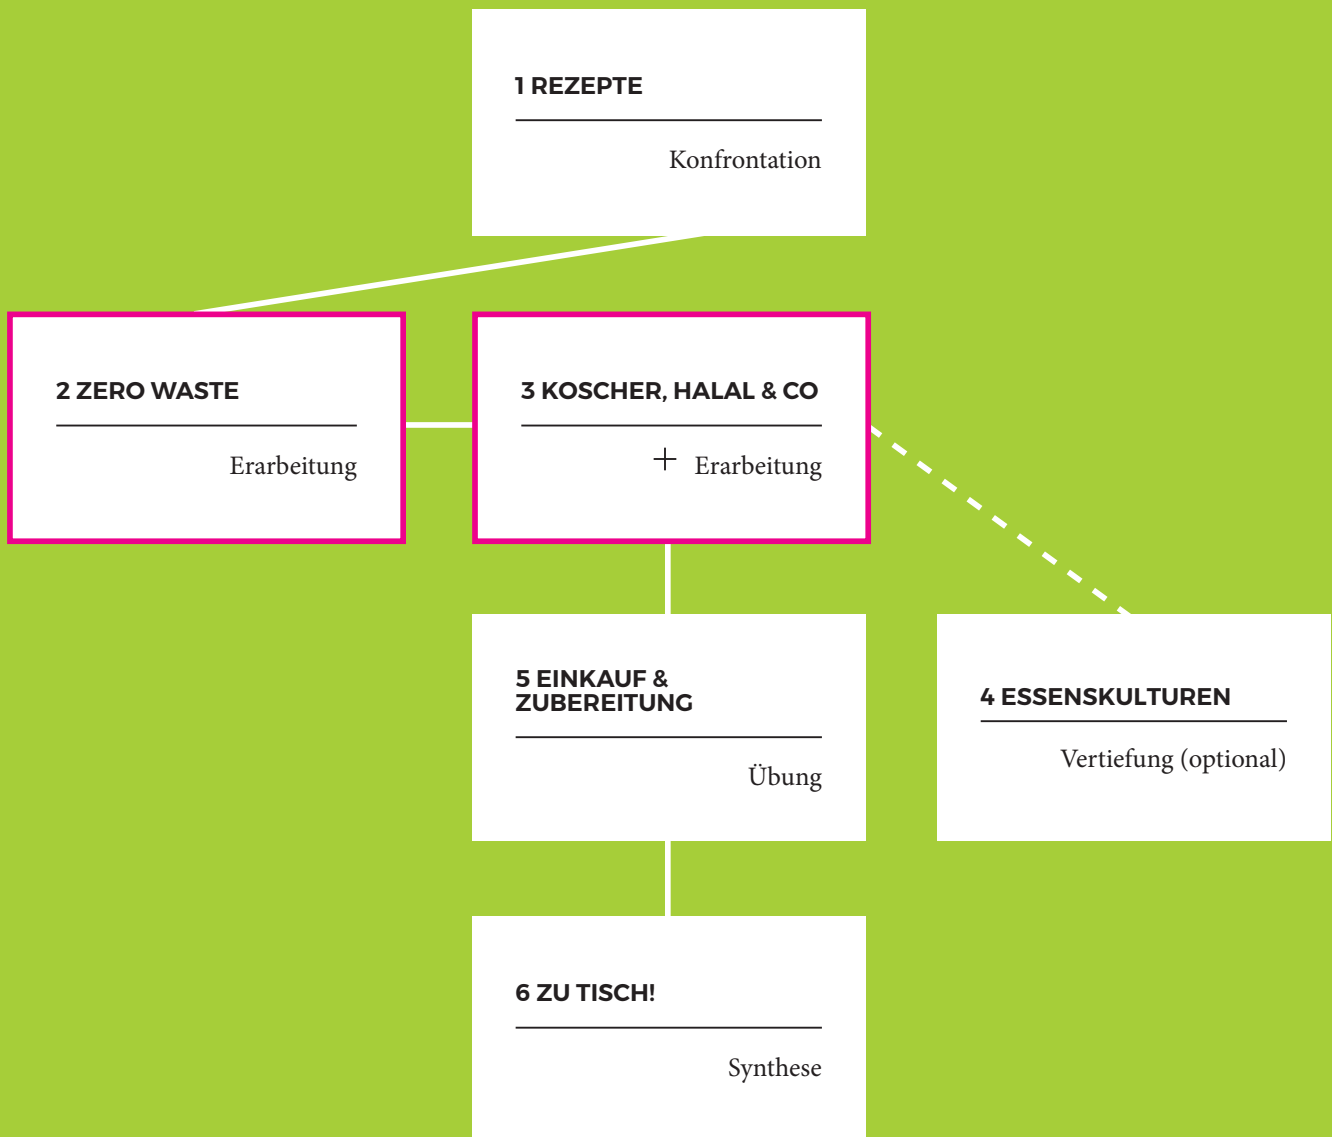 1 REZEPTE
Konfrontation
2 ZERO WASTE
Erarbeitung
3 KOSCHER, HALAL & CO
+ Erarbeitung
4 ESSENSKULTUREN
Vertiefung (optional)
5 EINKAUF &
ZUBEREITUNG
Übung
6 ZU TISCH!
Synthese